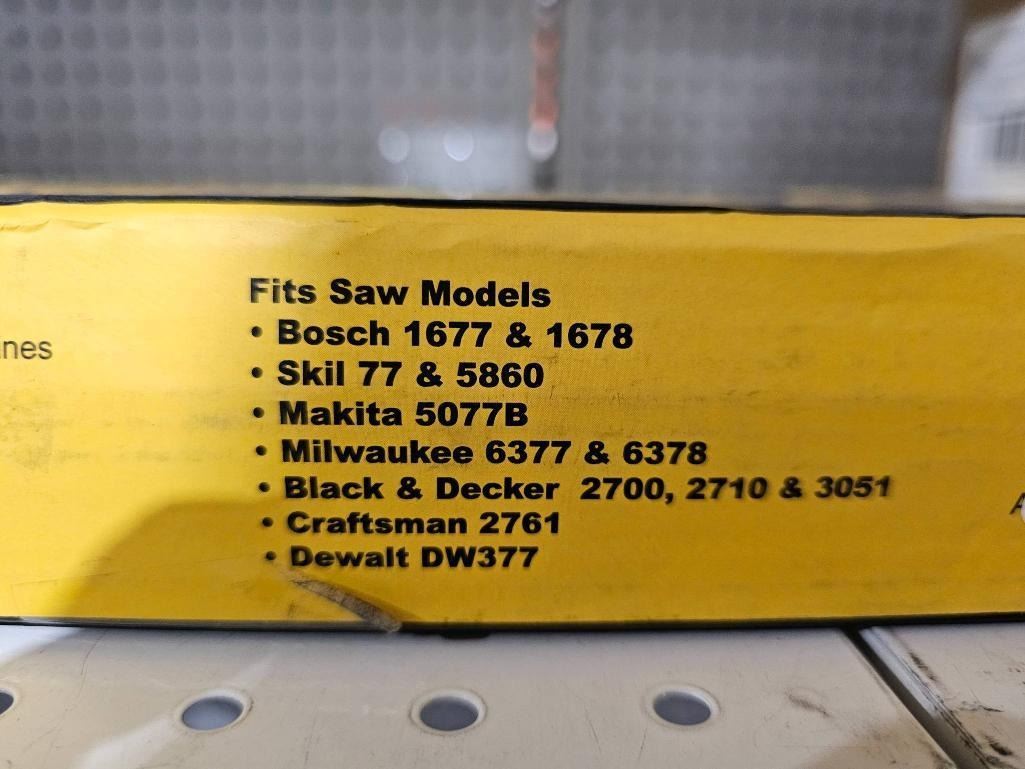 Fits Saw Models
• Bosch 1677 & 1678
• Skil 77 & 5860
• Makita 5077B
• Milwaukee 6377 & 6378
• Black & Decker 2700, 2710 & 3051
• Craftsman 2761
• Dewalt DW377